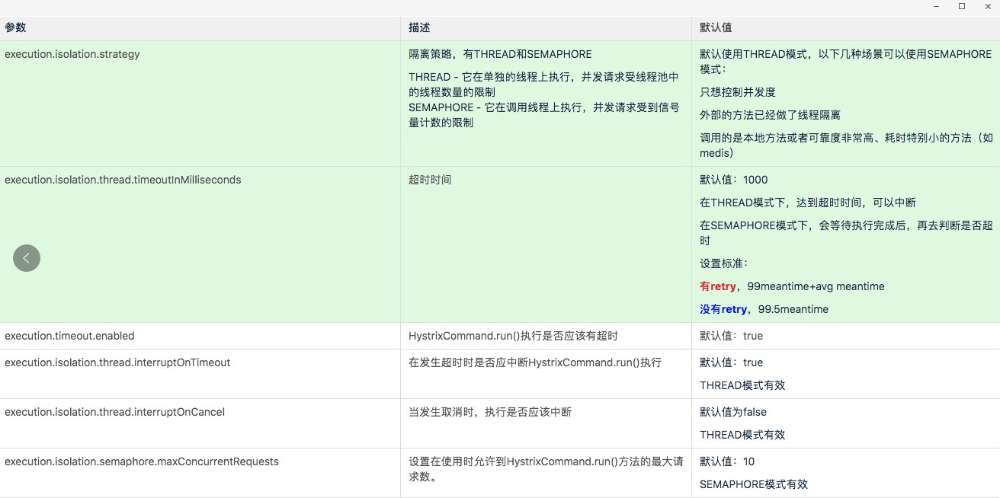 参数
描述
默认值
execution.isolation.strategy
隔离策略，有THREAD和SEMAPHORE
THREAD - 它在单独的线程上执行，并发请求受线程池中
的线程数量的限制
SEMAPHORE - 它在调用线程上执行，并发请求受到信号
量计数的限制
默认使用THREAD模式，以下几种场景可以使用SEMAPHORE
模式：
只想控制并发度
外部的方法已经做了线程隔离
调用的是本地方法或者可靠度非常高、耗时特别小的方法（如
medis）
execution.isolation.thread.timeoutInMilliseconds
超时时间
默认值：1000
在THREAD模式下，达到超时时间，可以中断
在SEMAPHORE模式下，会等待执行完成后，再去判断是否超
时
设置标准：
有retry，99meantime+avg meantime
没有retry，99.5meantime
execution.timeout.enabled
HystrixCommand.run()执行是否应该有超时
默认值：true
execution.isolation.thread.interruptOnTimeout
在发生超时时是否应中断HystrixCommand.run()执行
默认值：true
THREAD模式有效
execution.isolation.thread.interruptOnCancel
当发生取消时，执行是否应该中断
默认值为false
THREAD模式有效
execution.isolation.semaphore.maxConcurrentRequests
设置在使用时允许到HystrixCommand.run()方法的最大请
求数。
默认值：10
SEMAPHORE模式有效